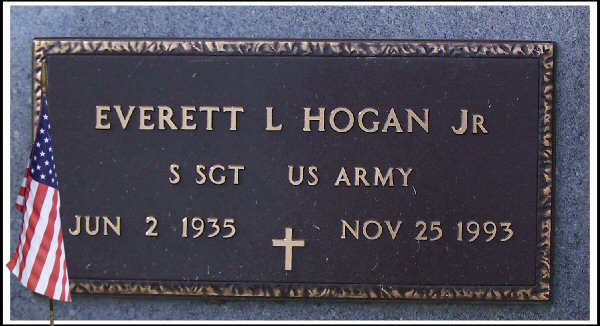 EVERETT L HOGAN JR
S SGT US ARMY
JUN 2 1935 NOV 25 1993